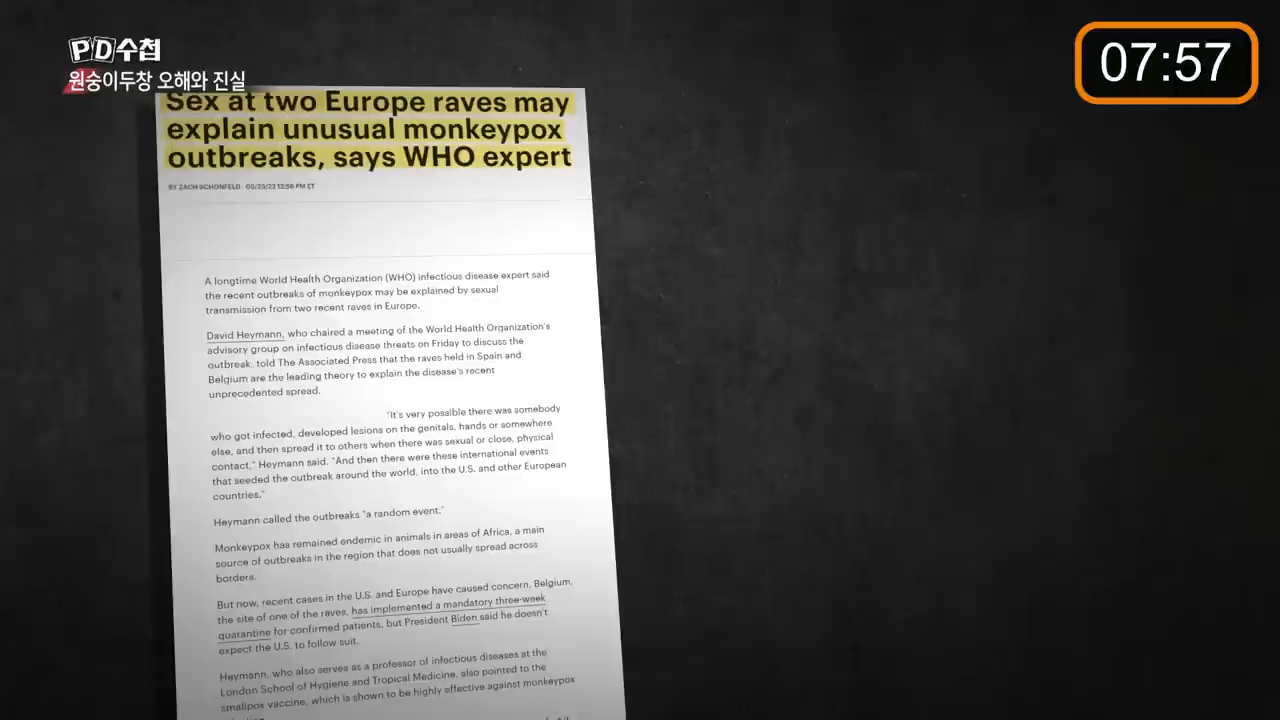 PD수첩
원숭이두창 오해와 진실
07:57
Sex at two Europe raves may
explain unusual monkeypox
outbreaks, says WHO expert
BY ZACH SCHONFELD - 05/23/22 12:56 PM ET
A longtime World Health Organization (WHO) infectious disease expert said
the recent outbreaks of monkeypox may be explained by sexual
transmission from two recent raves in Europe.
David Heymann, who chaired a meeting of the World Health Organization's
advisory group on infectious disease threats on Friday to discuss the
outbreak, told The Associated Press that the raves held in Spain and
Belgium are the leading theory to explain the disease's recent
unprecedented spread.
"It's very possible there was somebody
who got infected, developed lesions on the genitals, hands or somewhere
else, and then spread it to others when there was sexual or close, physical
contact," Heymann said. "And then there were these international events
that seeded the outbreak around the world, into the U.S. and other European
countries."
Heymann called the outbreaks "a random event."
Monkeypox has remained endemic in animals in areas of Africa, a main
source of outbreaks in the region that does not usually spread across
borders.
But now, recent cases in the U.S. and Europe have caused concern. Belgium,
the site of one of the raves, has implemented a mandatory three-week
quarantine for confirmed patients, but President Biden said he doesn't
expect the U.S. to follow suit.
Heymann, who also serves as a professor of infectious diseases at the
London School of Hygiene and Tropical Medicine, also pointed to the
smallpox vaccine, which is shown to be highly effective against monkeypox